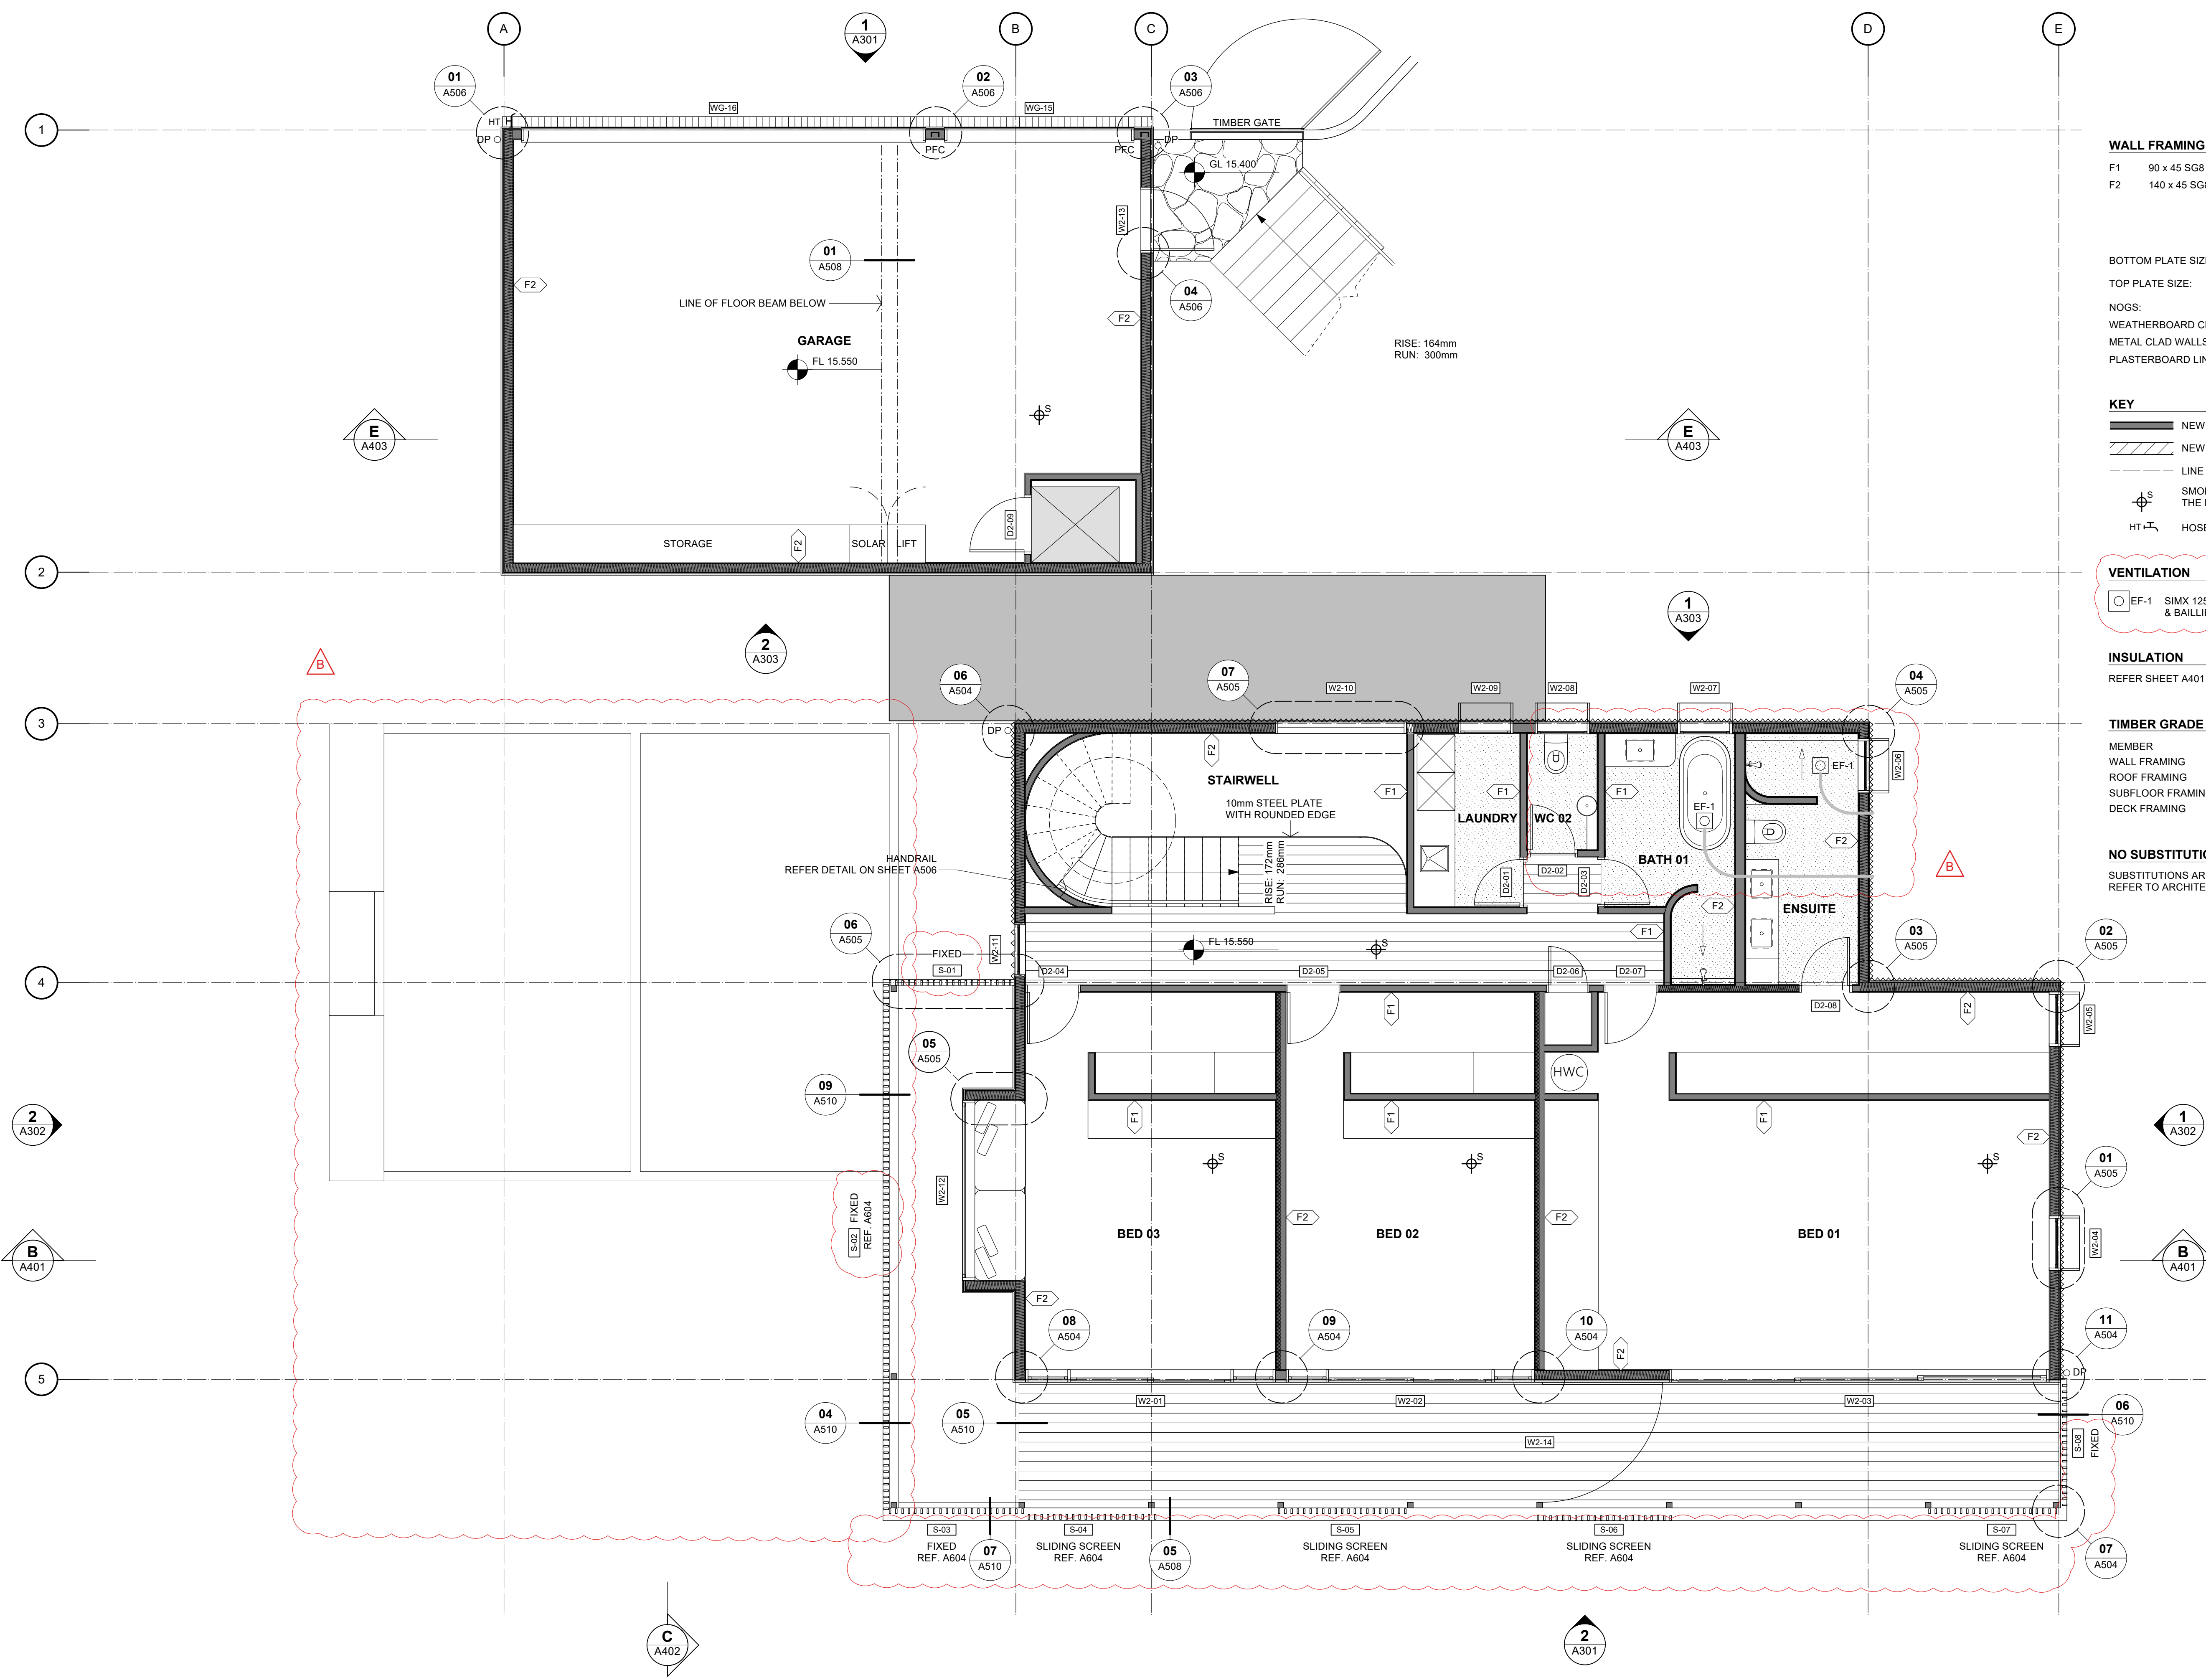 A
B
C
D
E
1
A301
01
A506
02
A506
03
A506
WG-16
WG-15
HT
DP
PFC
PFC
DP
TIMBER GATE
1
GL 15.400
W2-13
01
A508
04
A506
F2
LINE OF FLOOR BEAM BELOW
F2
GARAGE
FL 15.550
RISE: 164mm
RUN: 300mm
S
E
A403
E
A403
D2-09
STORAGE
F2
SOLAR
LIFT
2
WALL FRAMING
F1 90 x 45 SG8
F2 140 x 45 SG8
BOTTOM PLATE SIZ
TOP PLATE SIZE:
NOGS:
WEATHERBOARD C
METAL CLAD WALLS
PLASTERBOARD LIN
KEY
NEW
NEW
LINE
S
SMO
THE
HT
HOSE
VENTILATION
EF-1 SIMX 125
& BAILLIE
INSULATION
REFER SHEET A401
TIMBER GRADE
MEMBER
WALL FRAMING
ROOF FRAMING
SUBFLOOR FRAMIN
DECK FRAMING
NO SUBSTITUTIO
SUBSTITUTIONS AR
REFER TO ARCHITE
2
A303
1
A303
B
06
A504
07
A505
W2-10
W2-09
W2-08
W2-07
04
A505
3
DP
F2
STAIRWELL
10mm STEEL PLATE
WITH ROUNDED EDGE
F1
F1
F1
EF-1
W2-06
LAUNDRY
WC 02
EF-1
BATH 01
F2
B
HANDRAIL
REFER DETAIL ON SHEET A506
RISE: 172mm
RUN: 286mm
D2-01
D2-02
D2-03
F2
ENSUITE
06
A505
FIXED
S-01
W2-11
FL 15.550
S
F1
03
A505
02
A505
4
D2-04
D2-05
D2-06
D2-07
D2-08
F1
F2
W2-05
05
A505
HWC
09
A510
F1
F1
F1
F2
2
A302
1
A302
S
S
S
01
A505
W2-12
S-02 FIXED
REF. A604
F2
F2
BED 03
BED 02
BED 01
W2-04
B
A401
B
A401
F2
08
A504
09
A504
10
A504
F2
11
A504
5
DP
W2-01
W2-02
W2-03
04
A510
05
A510
06
A510
W2-14
S-08
FIXED
S-03
FIXED
REF. A604
07
A510
S-04
SLIDING SCREEN
REF. A604
05
A508
S-05
SLIDING SCREEN
REF. A604
S-06
SLIDING SCREEN
REF. A604
S-07
SLIDING SCREEN
REF. A604
07
A504
C
A402
2
A301